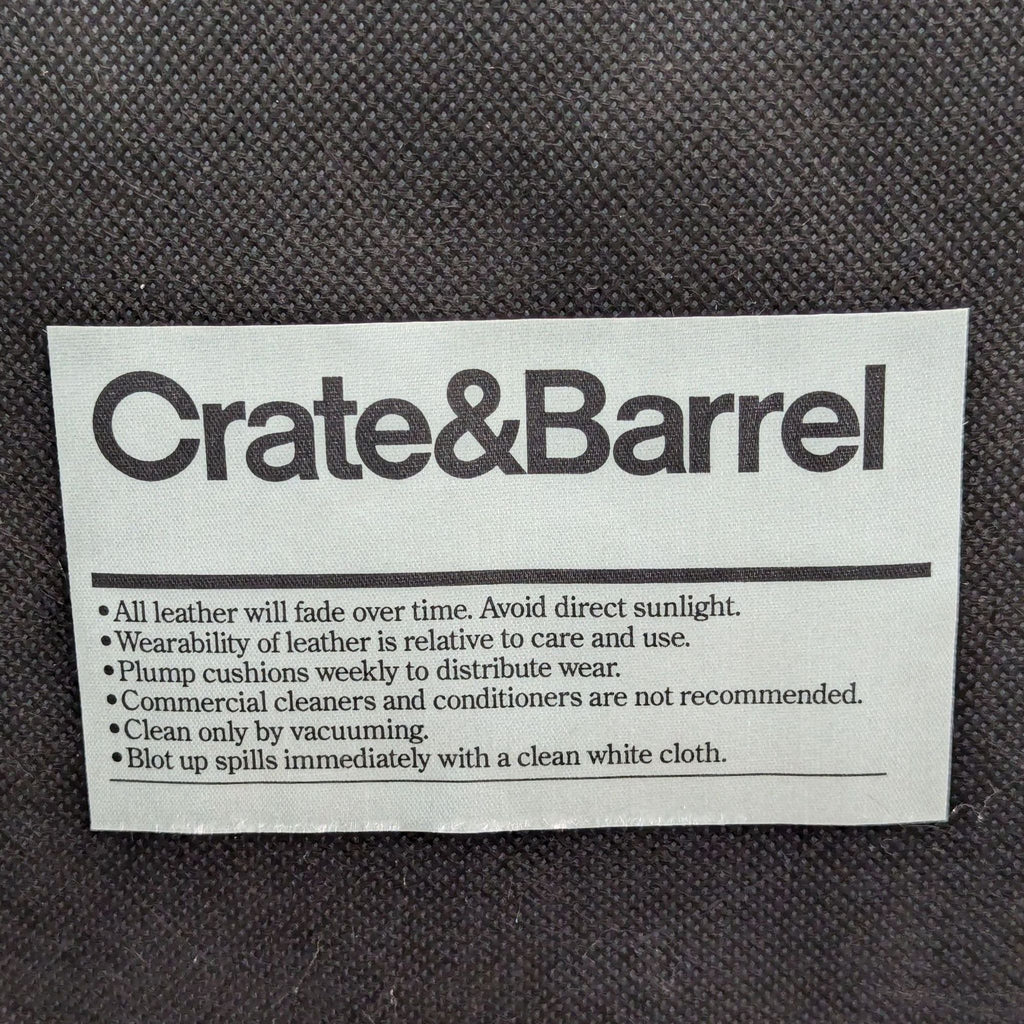 Crate&Barrel
•All leather will fade over time. Avoid direct sunlight.
•Wearability of leather is relative to care and use.
•Plump cushions weekly to distribute wear.
•Commercial cleaners and conditioners are not recommended.
•Clean only by vacuuming.
•Blot up spills immediately with a clean white cloth.